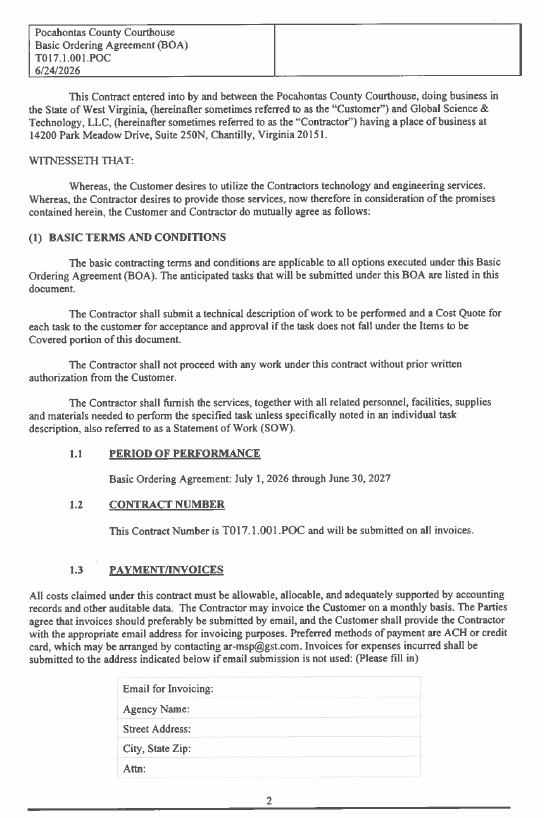 Pocahontas County Courthouse
Basic Ordering Agreement (BOA)
T017.1.001.POC
6/24/2026
This Contract entered into by and between the Pocahontas County Courthouse, doing business in
the State of West Virginia, (hereinafter sometimes referred to as the “Customer”) and Global Science &
Technology, LLC, (hereinafter sometimes referred to as the “Contractor”) having a place of business at
14200 Park Meadow Drive, Suite 250N, Chantilly, Virginia 20151.
WITNESSETH THAT:
Whereas, the Customer desires to utilize the Contractors technology and engineering services.
Whereas, the Contractor desires to provide those services, now therefore in consideration of the promises
contained herein, the Customer and Contractor do mutually agree as follows:
(1) BASIC TERMS AND CONDITIONS
The basic contracting terms and conditions are applicable to all options executed under this Basic
Ordering Agreement (BOA). The anticipated tasks that will be submitted under this BOA are listed in this
document.
The Contractor shall submit a technical description of work to be performed and a Cost Quote for
each task to the customer for acceptance and approval if the task does not fall under the Items to be
Covered portion of this document.
The Contractor shall not proceed with any work under this contract without prior written
authorization from the Customer.
The Contractor shall furnish the services, together with all related personnel, facilities, supplies
and materials needed to perform the specified task unless specifically noted in an individual task
description, also referred to as a Statement of Work (SOW).
1.1 PERIOD OF PERFORMANCE
Basic Ordering Agreement: July 1, 2026 through June 30, 2027
1.2 CONTRACT NUMBER
This Contract Number is T017.1.001.POC and will be submitted on all invoices.
1.3 PAYMENT/INVOICES
All costs claimed under this contract must be allowable, allocable, and adequately supported by accounting
records and other auditable data. The Contractor may invoice the Customer on a monthly basis. The Parties
agree that invoices should preferably be submitted by email, and the Customer shall provide the Contractor
with the appropriate email address for invoicing purposes. Preferred methods of payment are ACH or credit
card, which may be arranged by contacting ar-msp@gst.com. Invoices for expenses incurred shall be
submitted to the address indicated below if email submission is not used: (Please fill in)
Email for Invoicing:
Agency Name:
Street Address:
City, State Zip:
Attn:
2